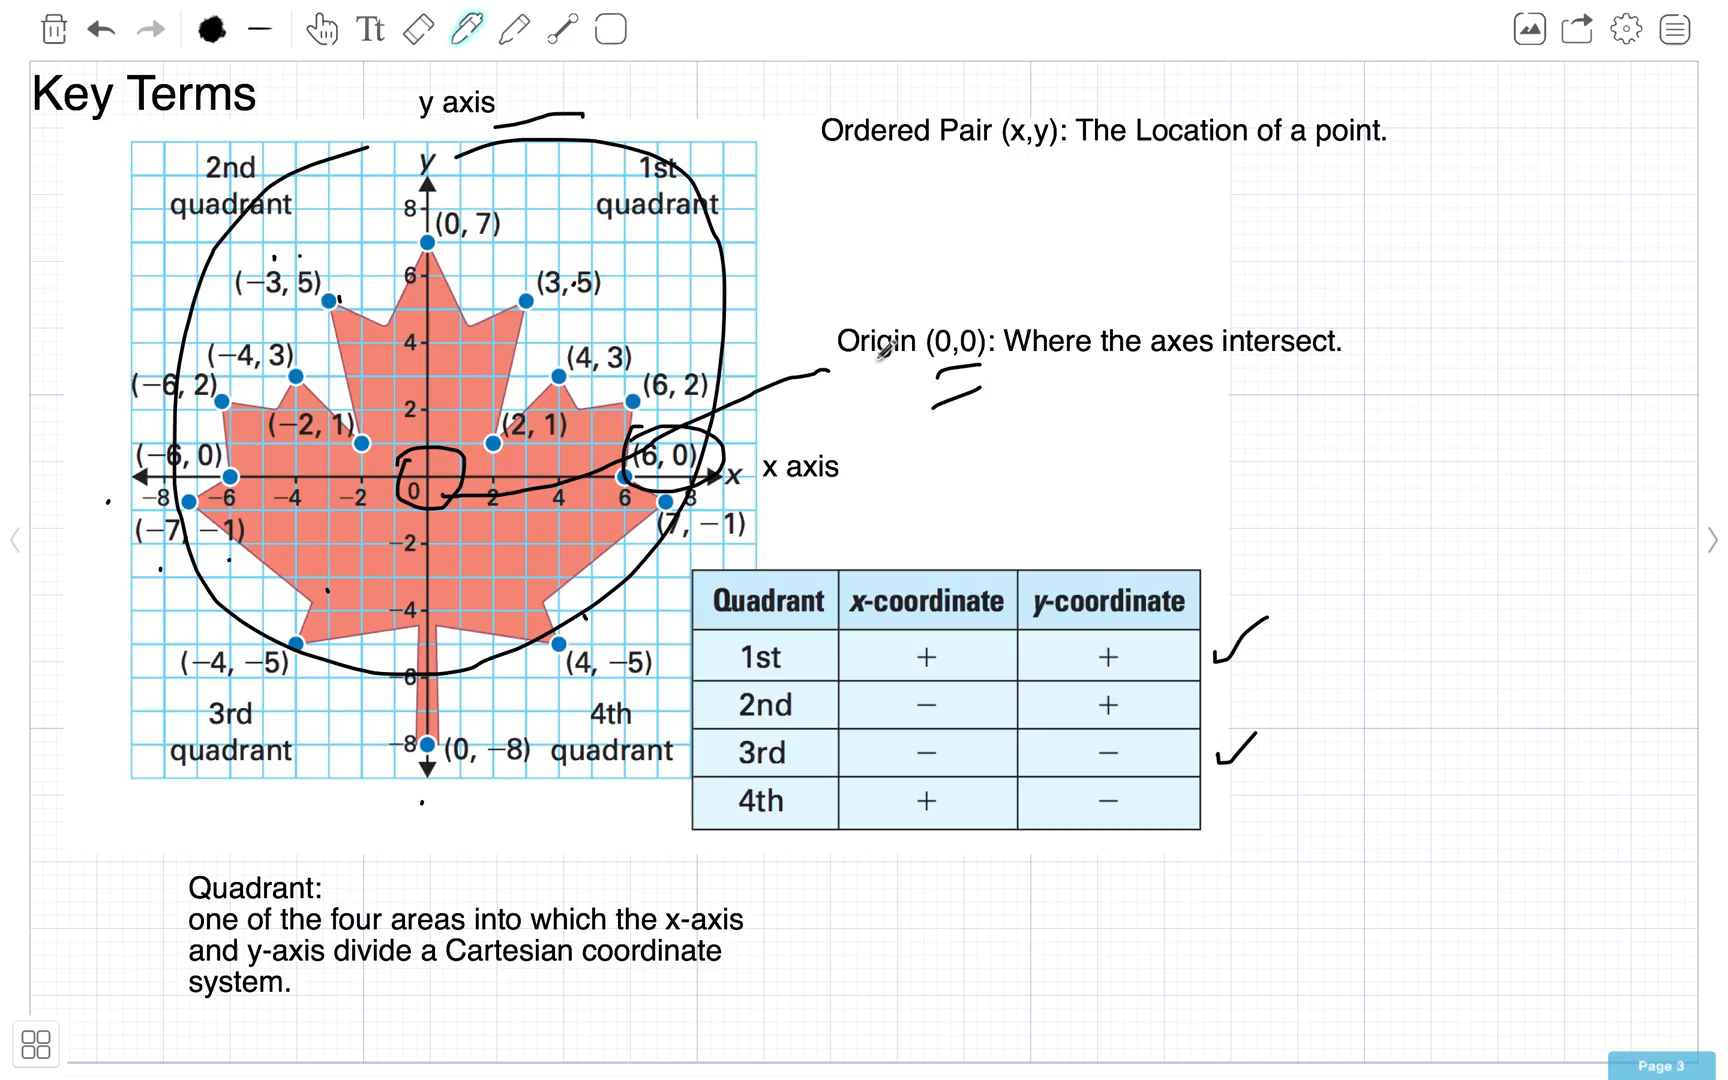 Tt
Key Terms
y axis
Ordered Pair (x,y): The Location of a point.
2nd
quadrant
y
1st
quadrant
8
(0, 7)
(−3, 5)
6
(3, 5)
Origin (0,0): Where the axes intersect.
4
(−4, 3)
(4, 3)
(−6, 2)
2
(6, 2)
(−2, 1)
(2, 1)
(−6, 0)
(6, 0)
x
x axis
−8 −6 −4 −2 0 2 4 6 8
(−7, −1)
(7, −1)
−2
−4
(−4, −5)
−6
(4, −5)
3rd
quadrant
4th
quadrant
−8
(0, −8)
Quadrant x-coordinate y-coordinate
1st + +
2nd − +
3rd − −
4th + −
Quadrant:
one of the four areas into which the x-axis
and y-axis divide a Cartesian coordinate
system.
Page 3